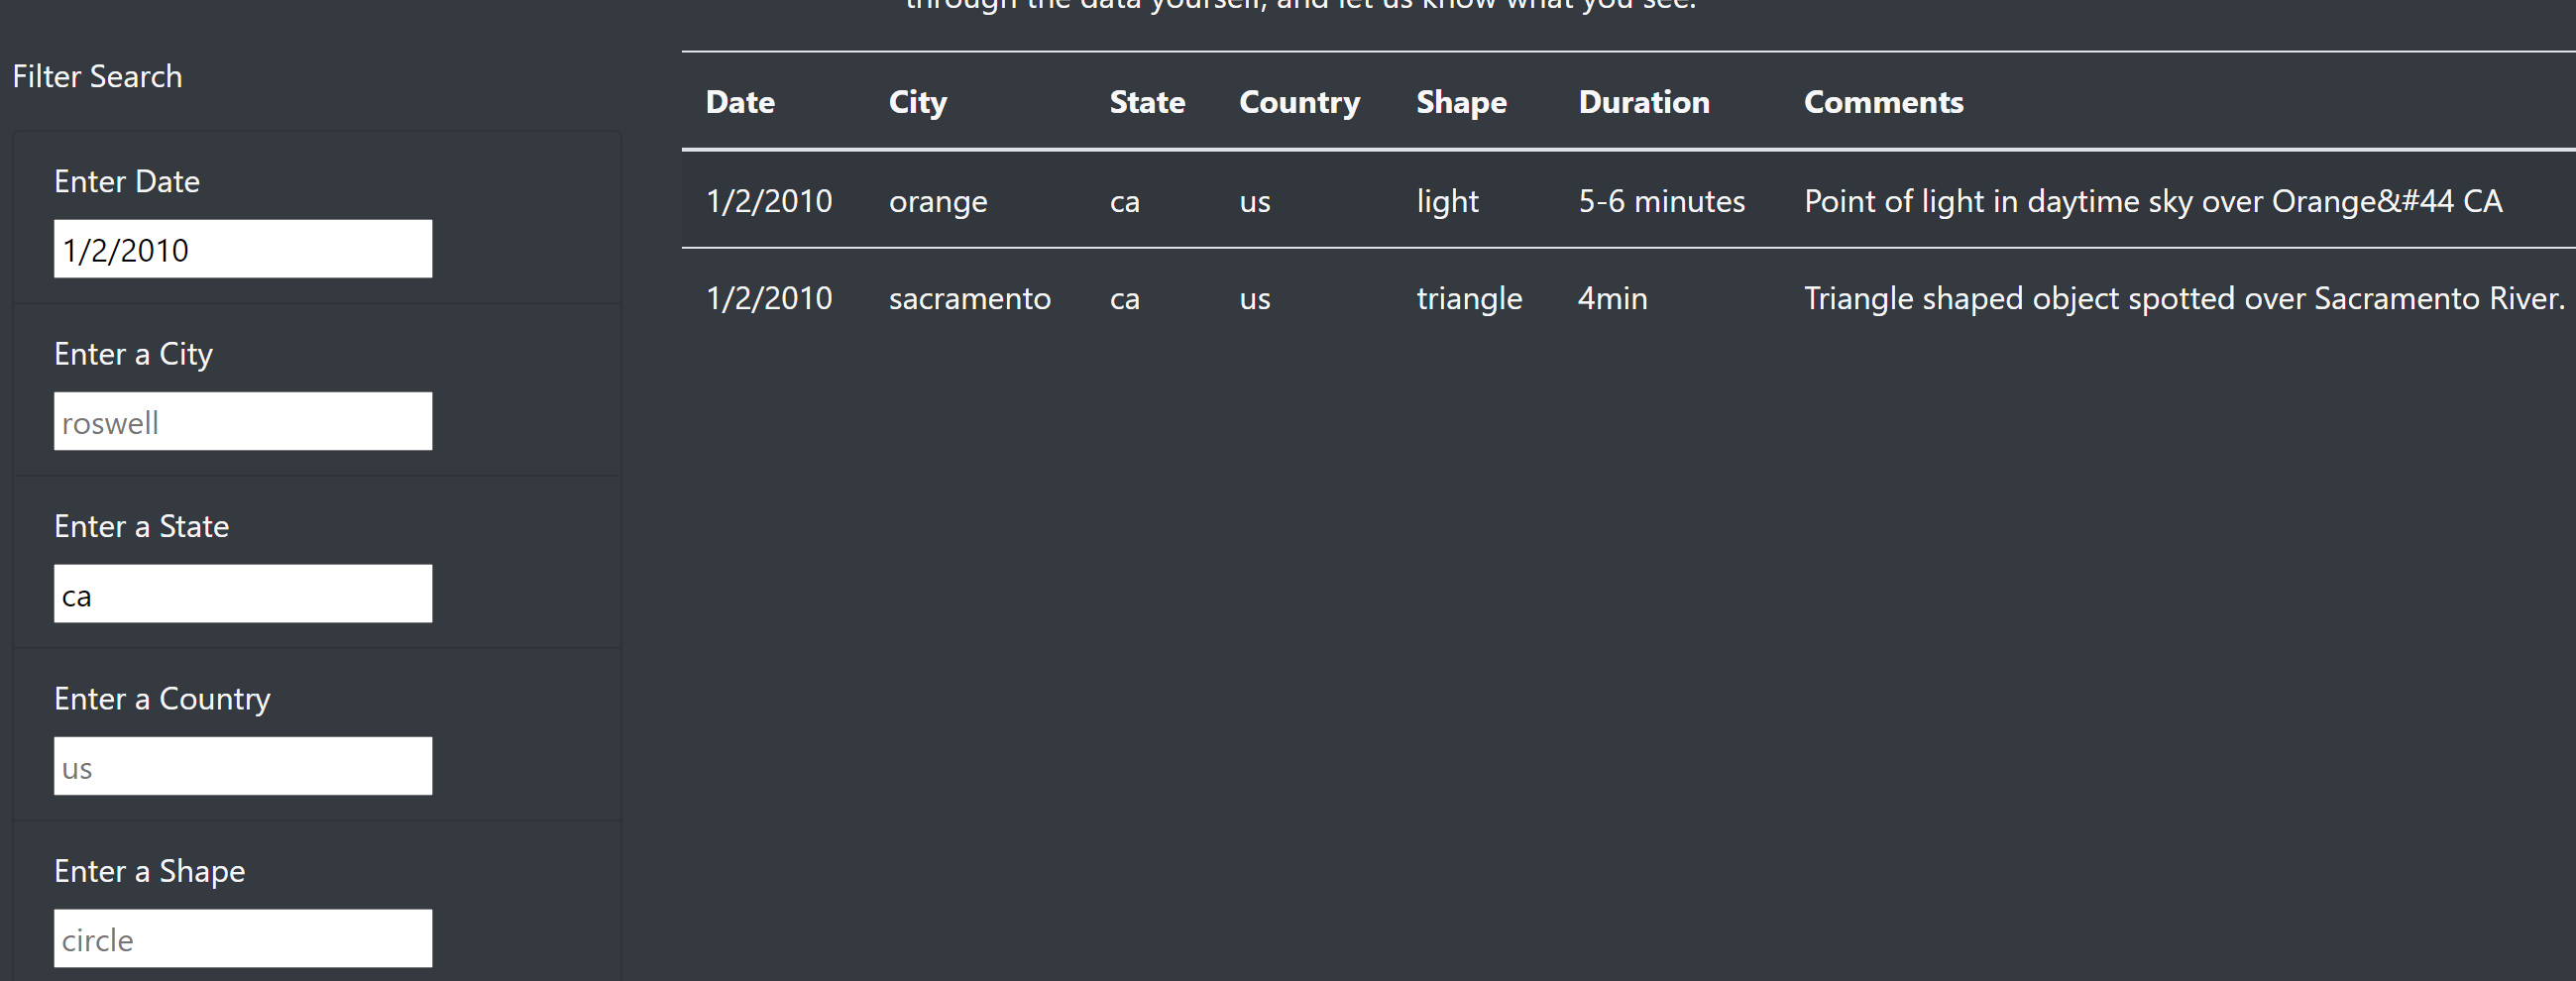 through the data yourself, and let us know what you see.
Filter Search
Enter Date
1/2/2010
Enter a City
roswell
Enter a State
ca
Enter a Country
us
Enter a Shape
circle
Date City State Country Shape Duration Comments
1/2/2010 orange ca us light 5-6 minutes Point of light in daytime sky over Orange&#44 CA
1/2/2010 sacramento ca us triangle 4min Triangle shaped object spotted over Sacramento River.